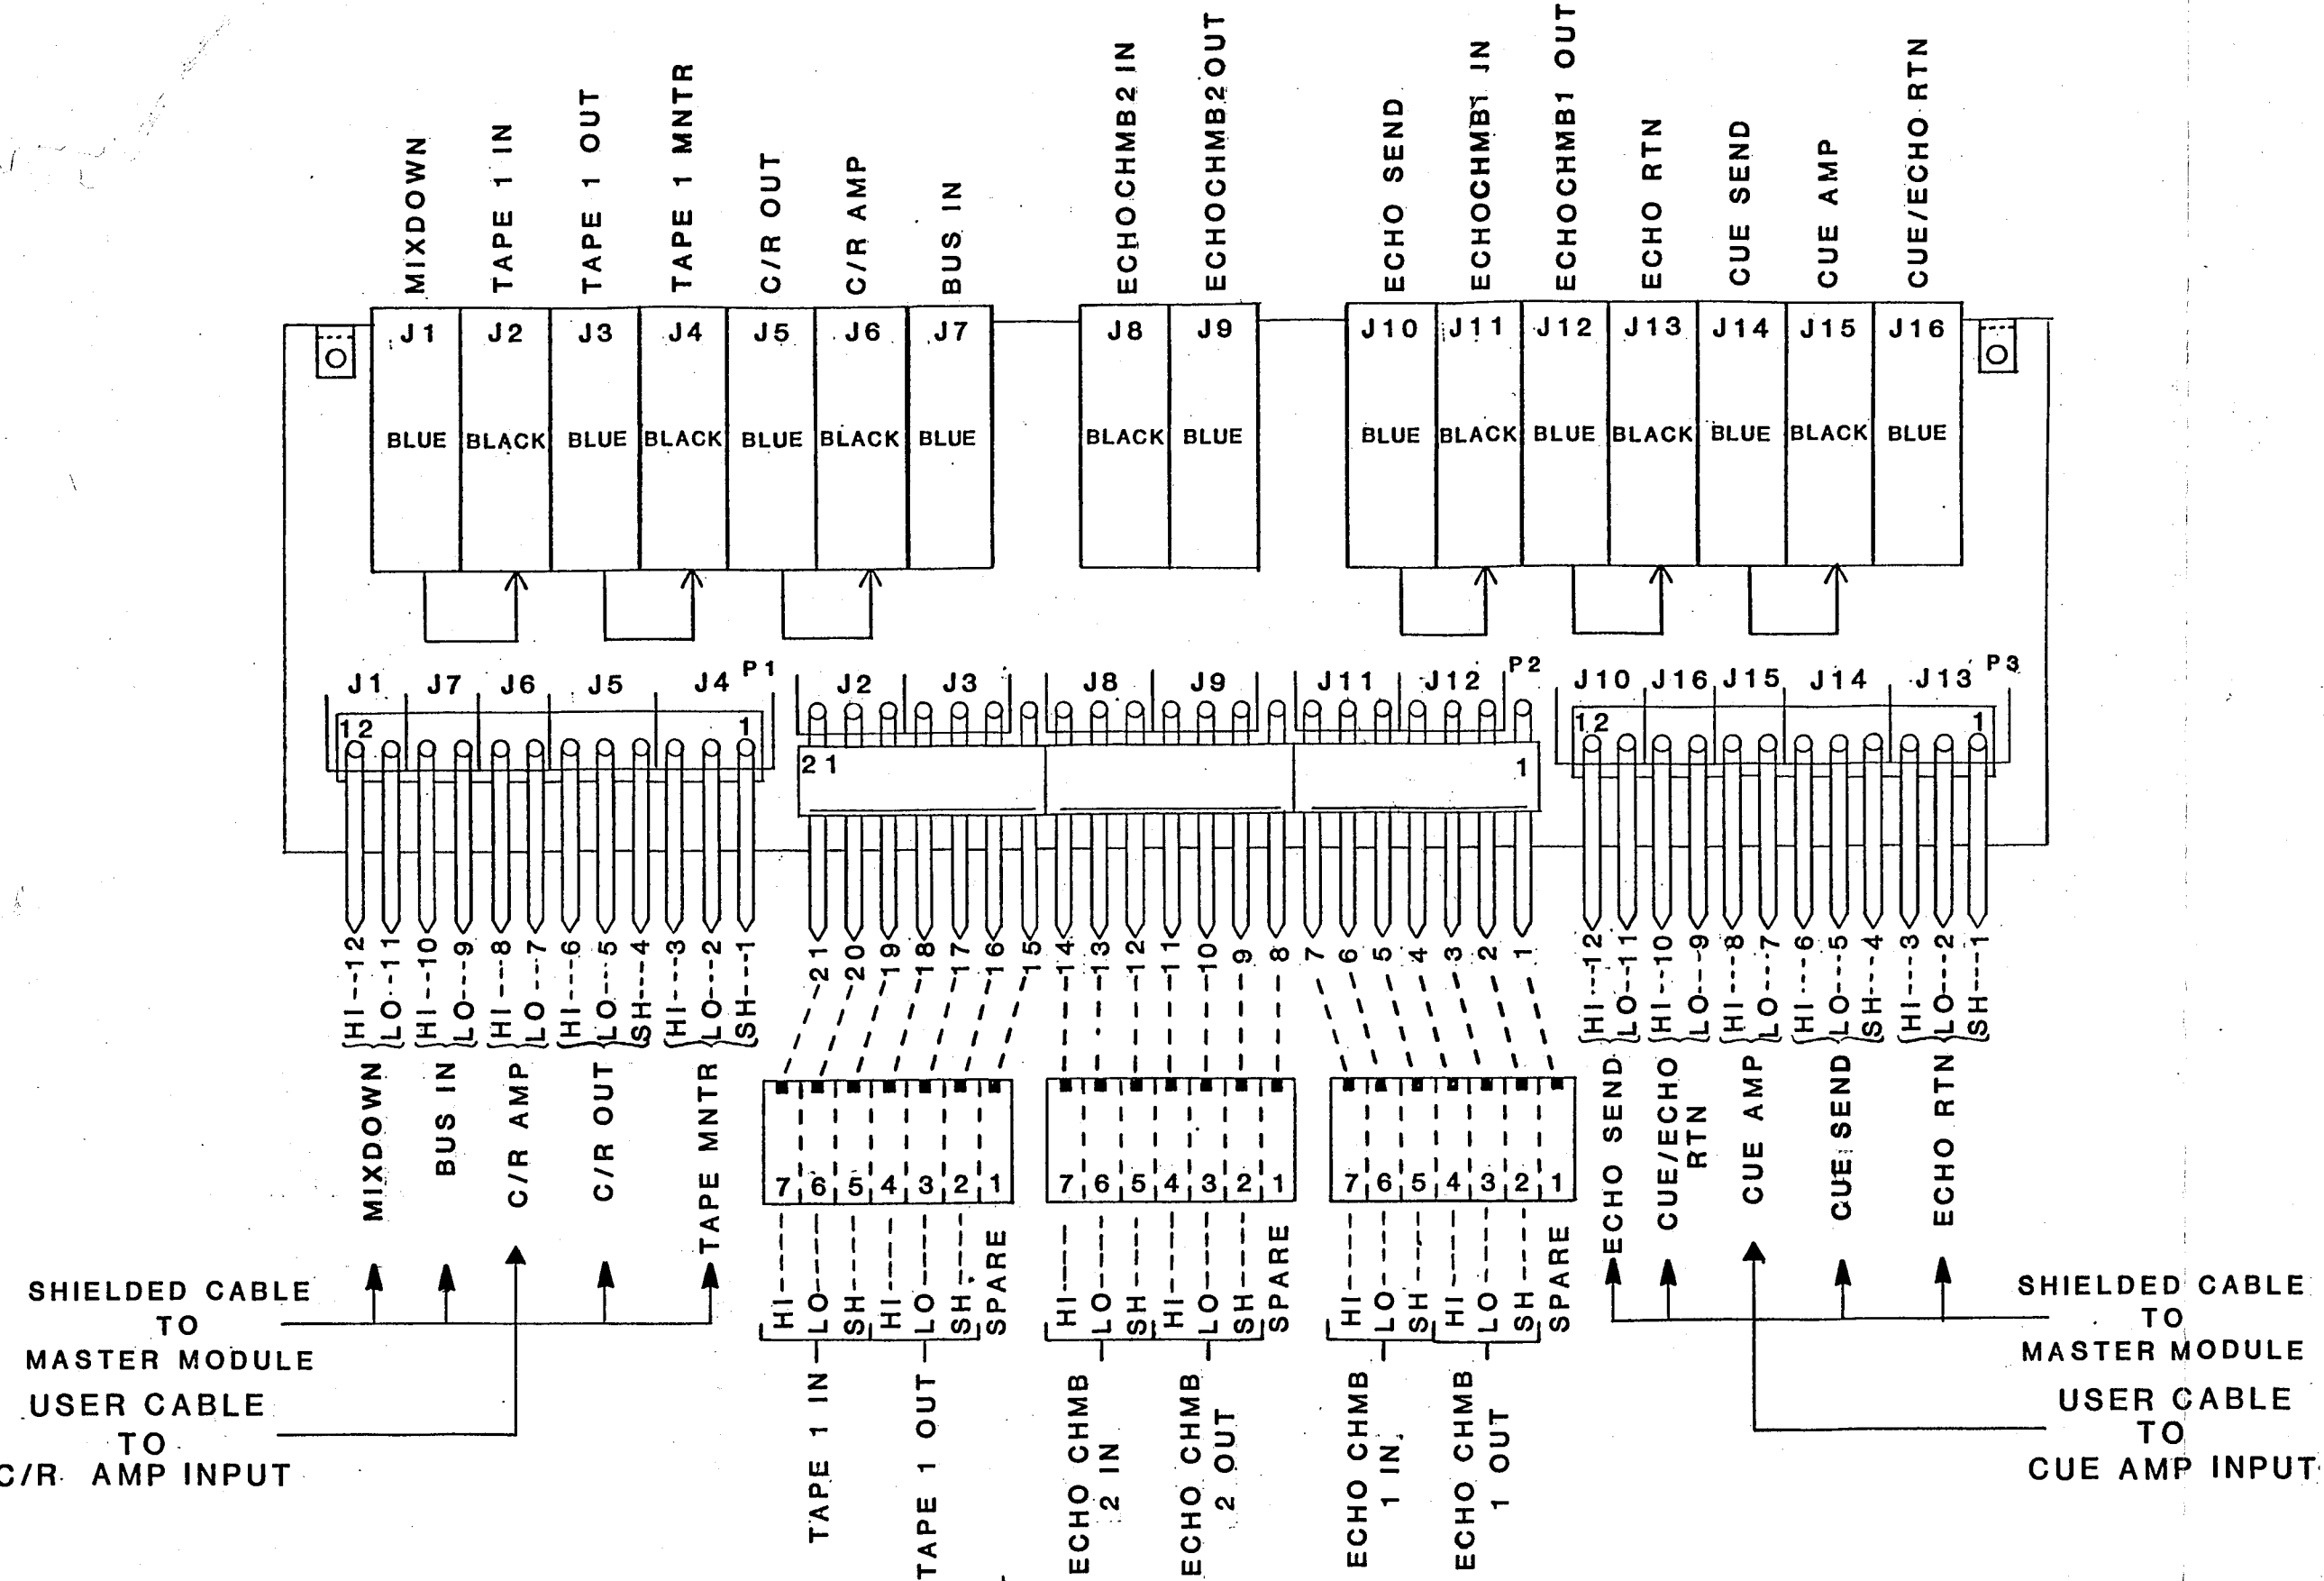 MIXDOWN
TAPE 1 IN
TAPE 1 OUT
TAPE 1 MNTR
C/R OUT
C/R AMP
BUS IN
ECHOCHMB2 IN
ECHOCHMB2 OUT
ECHO SEND
ECHOCHMB1 IN
ECHOCHMB1 OUT
ECHO RTN
CUE SEND
CUE AMP
CUE/ECHO RTN
J1 J2 J3 J4 J5 J6 J7 J8 J9 J10 J11 J12 J13 J14 J15 J16
BLUE BLACK BLUE BLACK BLUE BLACK BLUE BLACK BLUE BLUE BLACK BLUE BLACK BLUE BLACK BLUE
J1 J7 J6 J5 J4 P1 J2 J3 J8 J9 J11 J12 P2 J10 J16 J15 J14 J13 P3
12 1 21 1 12 1
HI--12
LO--11
HI--10
LO---9
HI---8
LO---7
HI---6
LO---5
SH---4
HI---3
LO---2
SH---1
21 20 19 18 17 16 15 14 13 12 11 10 9 8 7 6 5 4 3 2 1
HI---12
LO--11
HI---10
LO---9
HI----8
LO---7
HI----6
LO---5
SH---4
HI----3
LO---2
SH---1
MIXDOWN
BUS IN
C/R AMP
C/R OUT
TAPE MNTR
7 6 5 4 3 2 1
7 6 5 4 3 2 1
7 6 5 4 3 2 1
ECHO SEND
CUE/ECHO
RTN
CUE AMP
CUE SEND
ECHO RTN
HI LO SH HI LO SH SPARE
HI LO SH HI LO SH SPARE
HI LO SH HI LO SH SPARE
SHIELDED CABLE
TO
MASTER MODULE
USER CABLE
TO
C/R AMP INPUT
TAPE 1 IN
TAPE 1 OUT
ECHO CHMB
2 IN
ECHO CHMB
2 OUT
ECHO CHMB
1 IN
ECHO CHMB
1 OUT
SHIELDED CABLE
TO
MASTER MODULE
USER CABLE
TO
CUE AMP INPUT